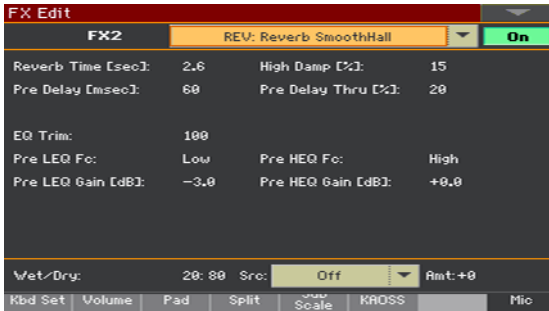 FX Edit
FX2 REV: Reverb SmoothHall On
Reverb Time [sec]: 2.6 High Damp [%]: 15
Pre Delay [msec]: 60 Pre Delay Thru [%]: 20
EQ Trim: 100
Pre LEQ Fc: Low Pre HEQ Fc: High
Pre LEQ Gain [dB]: -3.0 Pre HEQ Gain [dB]: +0.0
Wet/Dry: 20:80 Src: Off Amt:+0
Kbd Set Volume Pad Split Sub Scale KAOSS Mic